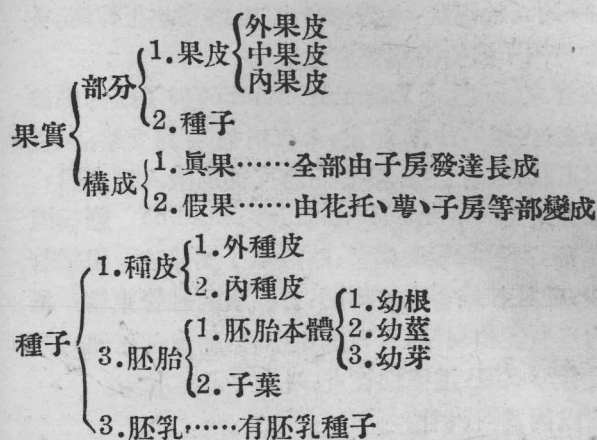 外果皮
1.果皮 中果皮
部分 內果皮
2.種子
果實
1.眞果……全部由子房發達長成
構成
2.假果……由花托、萼、子房等部變成
1.外種皮
1.種皮
2.內種皮
1.幼根
1.胚胎本體 2.幼莖
種子 3.胚胎 3.幼芽
2.子葉
3.胚乳……有胚乳種子